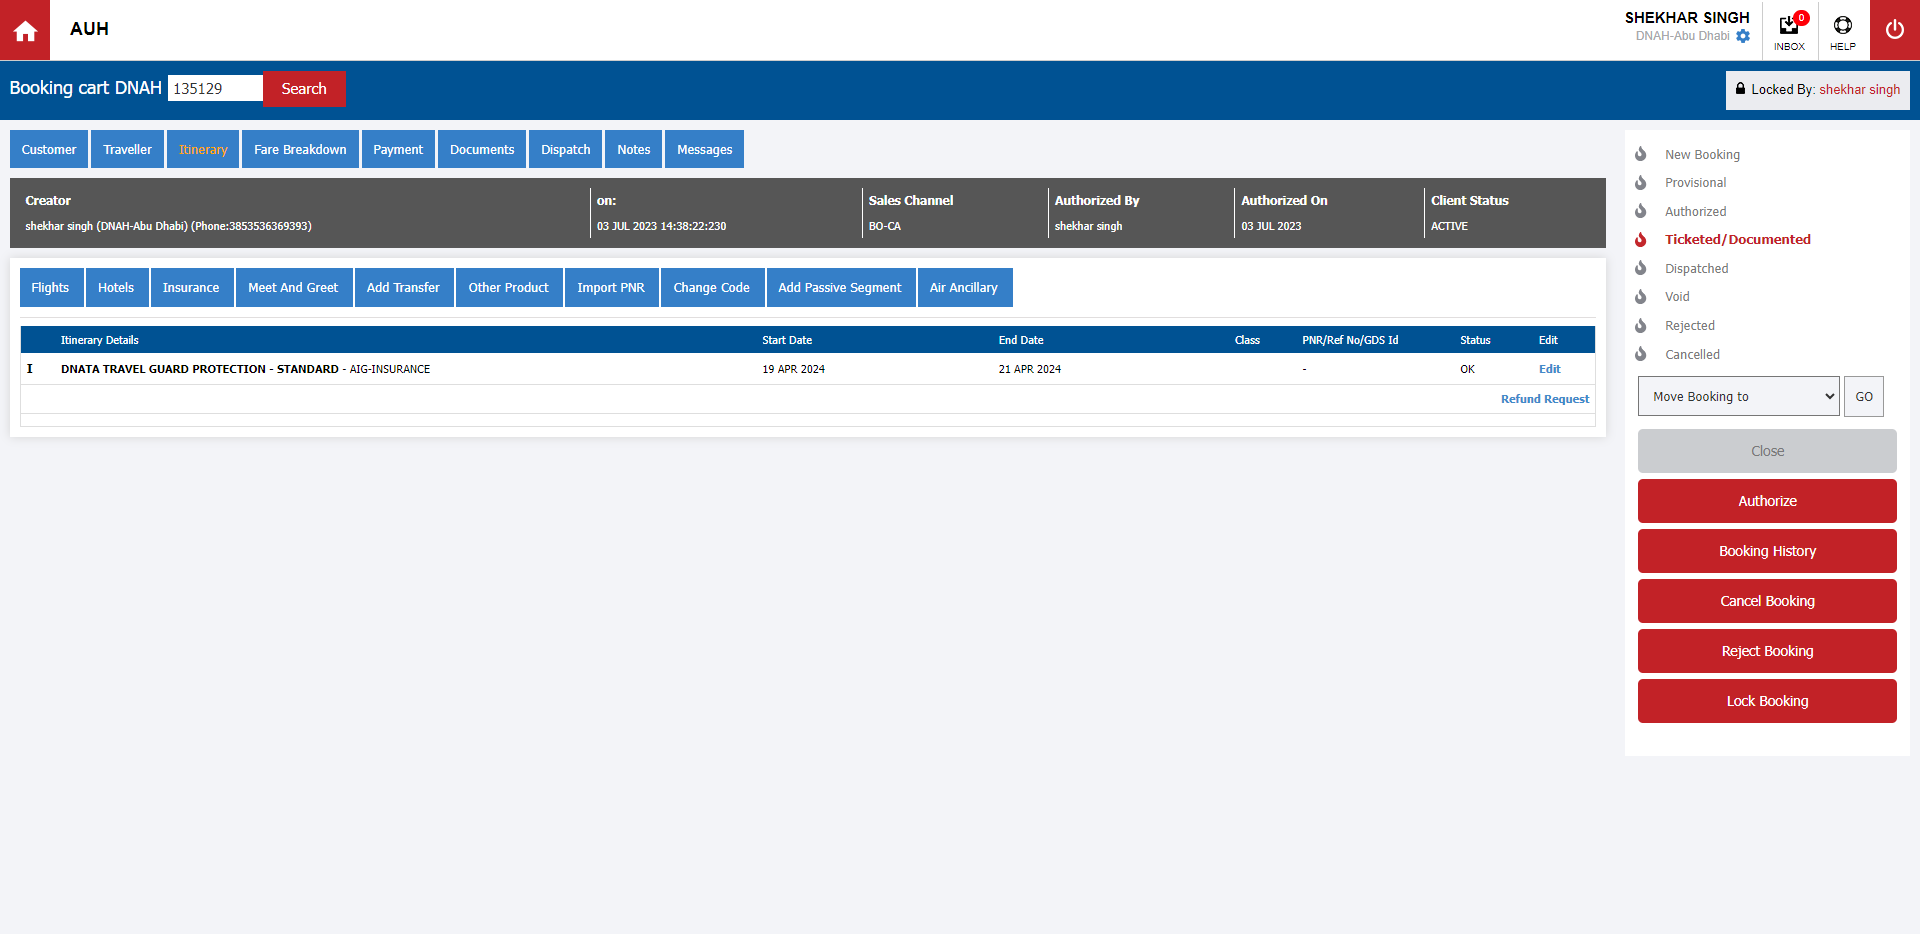 AUH
SHEKHAR SINGH
DNAH-Abu Dhabi
0
INBOX
HELP
Booking cart DNAH 135129 Search
Locked By: shekhar singh
Customer Traveller Itinerary Fare Breakdown Payment Documents Dispatch Notes Messages
Creator on: Sales Channel Authorized By Authorized On Client Status
shekhar singh (DNAH-Abu Dhabi) (Phone:3853536369393) 03 JUL 2023 14:38:22:230 BO-CA shekhar singh 03 JUL 2023 ACTIVE
Flights Hotels Insurance Meet And Greet Add Transfer Other Product Import PNR Change Code Add Passive Segment Air Ancillary
Itinerary Details Start Date End Date Class PNR/Ref No/GDS Id Status Edit
I DNATA TRAVEL GUARD PROTECTION - STANDARD - AIG-INSURANCE 19 APR 2024 21 APR 2024 - OK Edit
Refund Request
New Booking
Provisional
Authorized
Ticketed/Documented
Dispatched
Void
Rejected
Cancelled
Move Booking to GO
Close
Authorize
Booking History
Cancel Booking
Reject Booking
Lock Booking